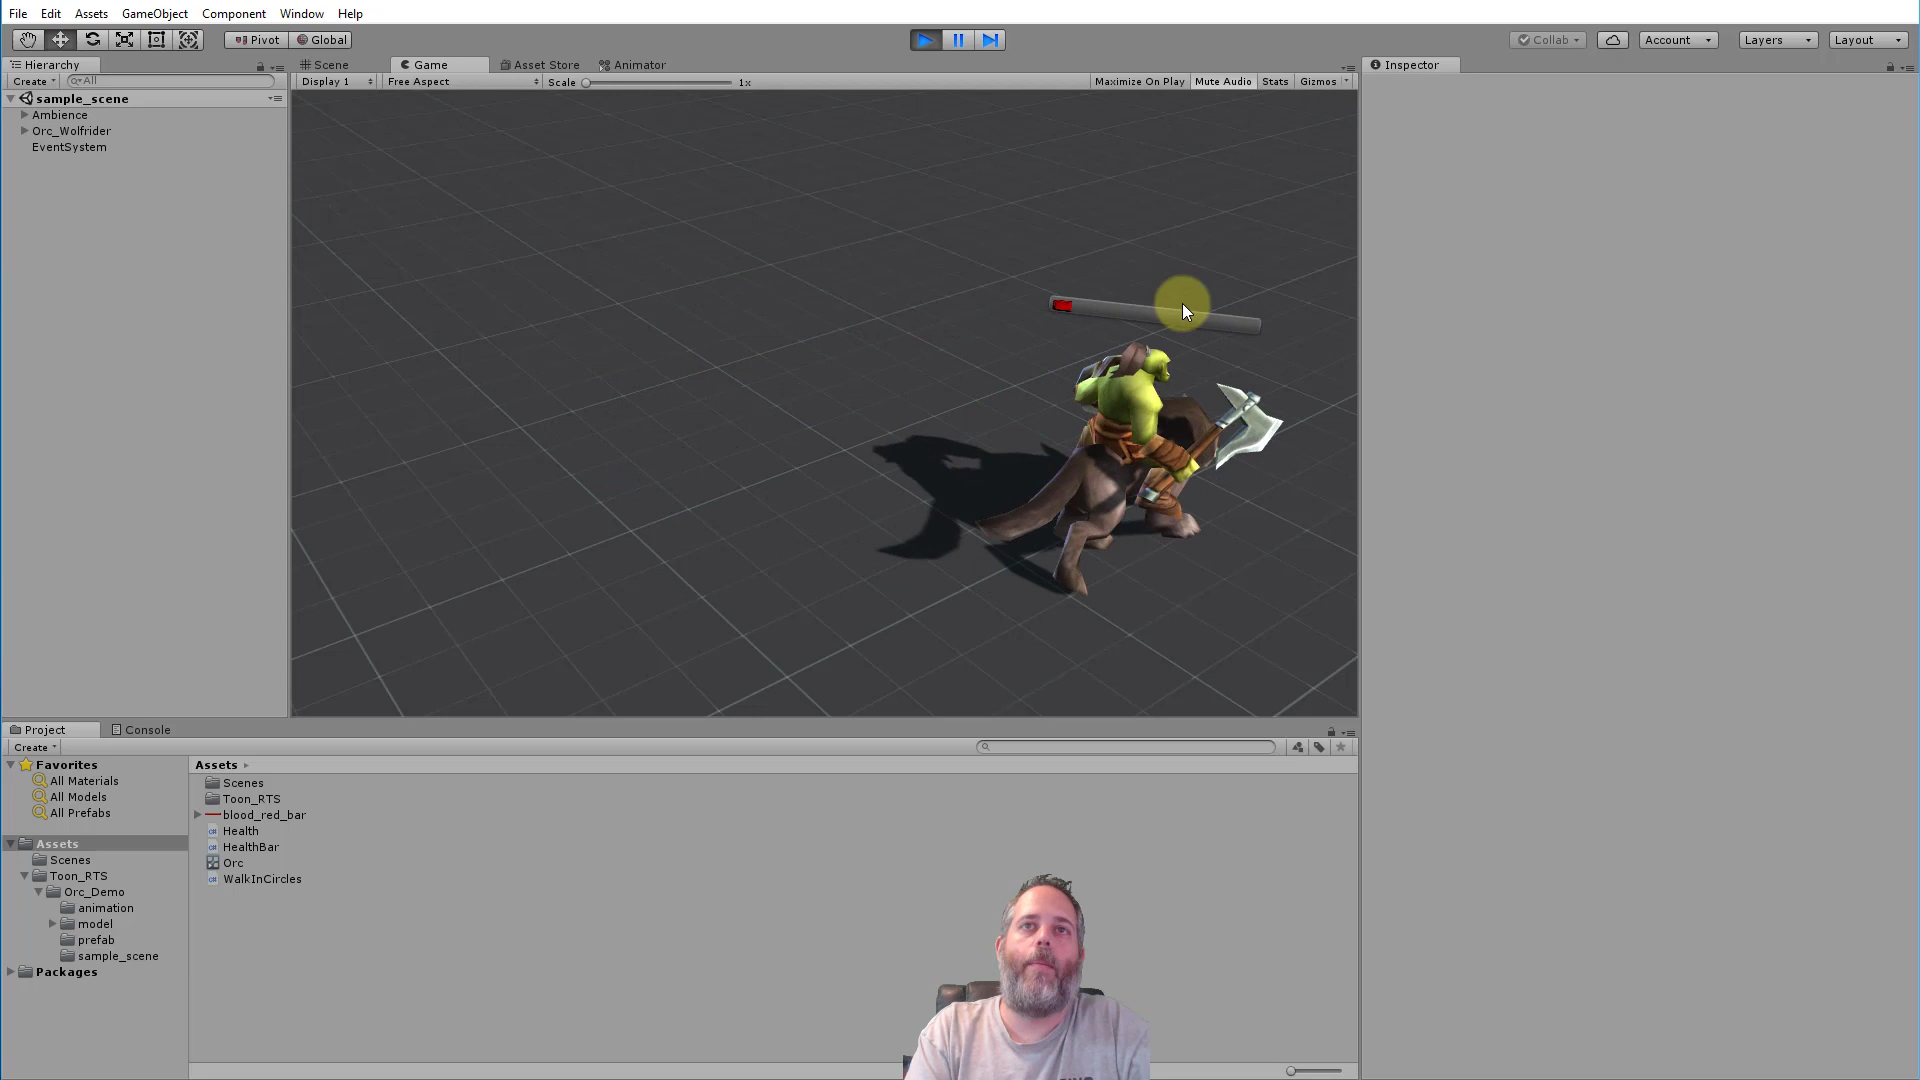 File Edit Assets GameObject Component Window Help
Pivot Global Collab Account Layers Layout
Hierarchy Scene Game Asset Store Animator Inspector
Create All Display 1 Free Aspect Scale 1x Maximize On Play Mute Audio Stats Gizmos
sample_scene
Ambience
Orc_Wolfrider
EventSystem
Project Console
Create
Favorites
All Materials
All Models
All Prefabs
Assets
Scenes
Toon_RTS
Orc_Demo
animation
model
prefab
sample_scene
Packages
Assets
Scenes
Toon_RTS
blood_red_bar
Health
HealthBar
Orc
WalkInCircles